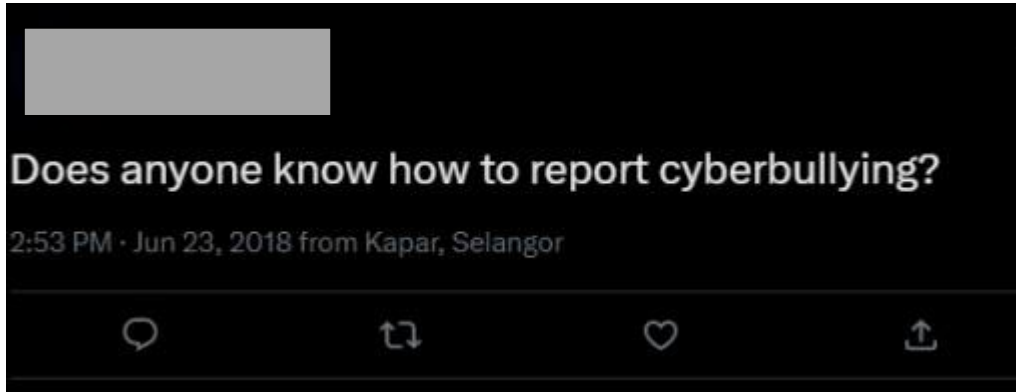 Does anyone know how to report cyberbullying?
2:53 PM · Jun 23, 2018 from Kapar, Selangor